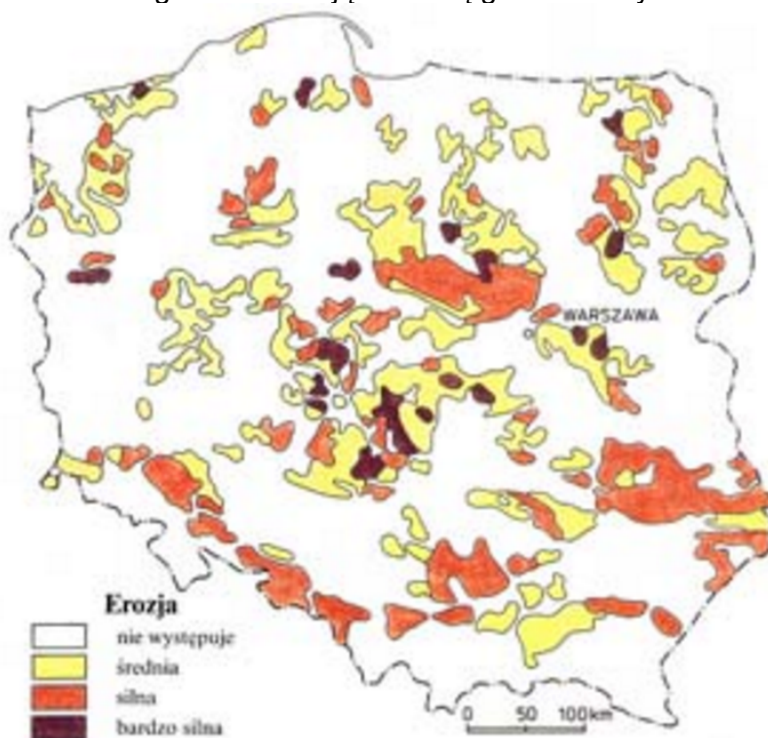 WARSZAWA
Erozja
nie występuje
średnia
silna
bardzo silna
0 50 100km